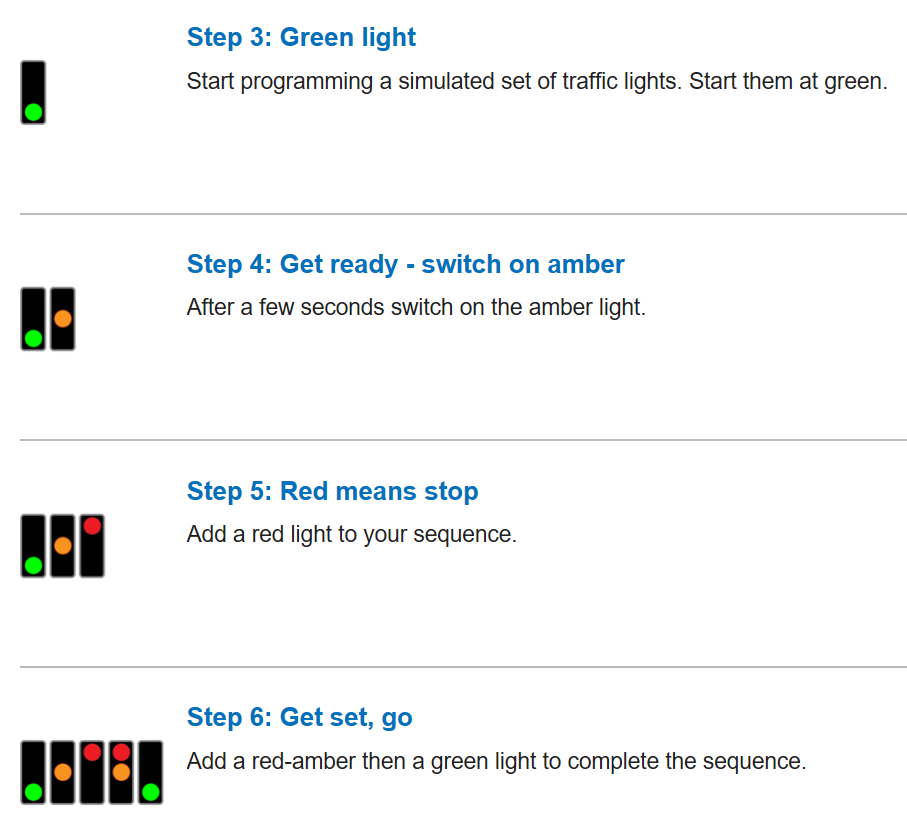 Step 3: Green light
Start programming a simulated set of traffic lights. Start them at green.
Step 4: Get ready - switch on amber
After a few seconds switch on the amber light.
Step 5: Red means stop
Add a red light to your sequence.
Step 6: Get set, go
Add a red-amber then a green light to complete the sequence.